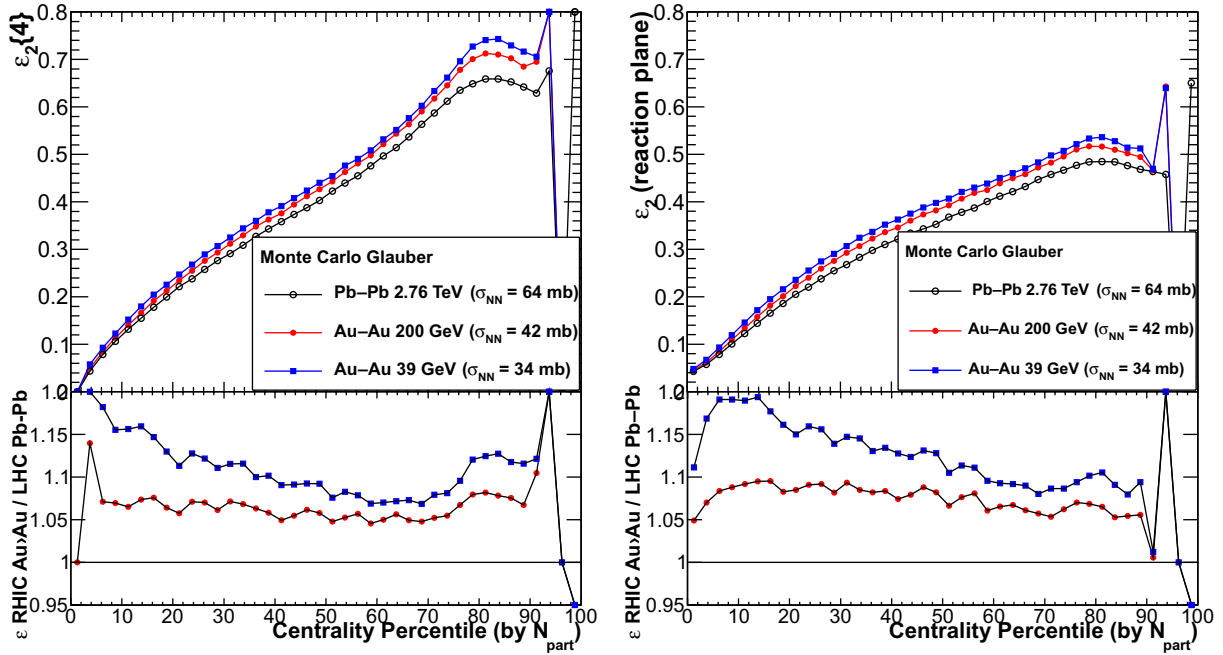 ε₂{4}
0.8
0.7
0.6
0.5
0.4
0.3
0.2
0.1
0
Monte Carlo Glauber
Pb–Pb 2.76 TeV (σNN = 64 mb)
Au–Au 200 GeV (σNN = 42 mb)
Au–Au 39 GeV (σNN = 34 mb)
ε RHIC Au›Au / LHC Pb-Pb
1.2
1.15
1.1
1.05
1
0.95
0 10 20 30 40 50 60 70 80 90 100
Centrality Percentile (by Npart)
ε₂ (reaction plane)
0.8
0.7
0.6
0.5
0.4
0.3
0.2
0.1
0
Monte Carlo Glauber
Pb–Pb 2.76 TeV (σNN = 64 mb)
Au–Au 200 GeV (σNN = 42 mb)
Au–Au 39 GeV (σNN = 34 mb)
ε RHIC Au›Au / LHC Pb–Pb
1.2
1.15
1.1
1.05
1
0.95
0 10 20 30 40 50 60 70 80 90 100
Centrality Percentile (by Npart)